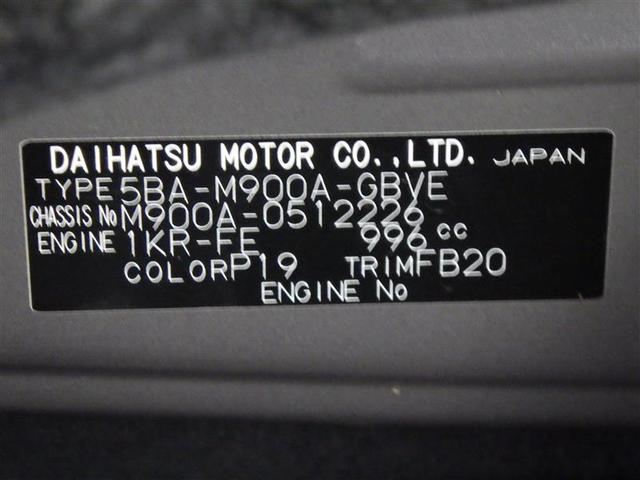 DAIHATSU MOTOR CO.,LTD. JAPAN
TYPE 5BA-M900A-GBVE
CHASSIS No M900A-0512226
ENGINE 1KR-FE 996 cc
COLOR P19 TRIM FB20
ENGINE No